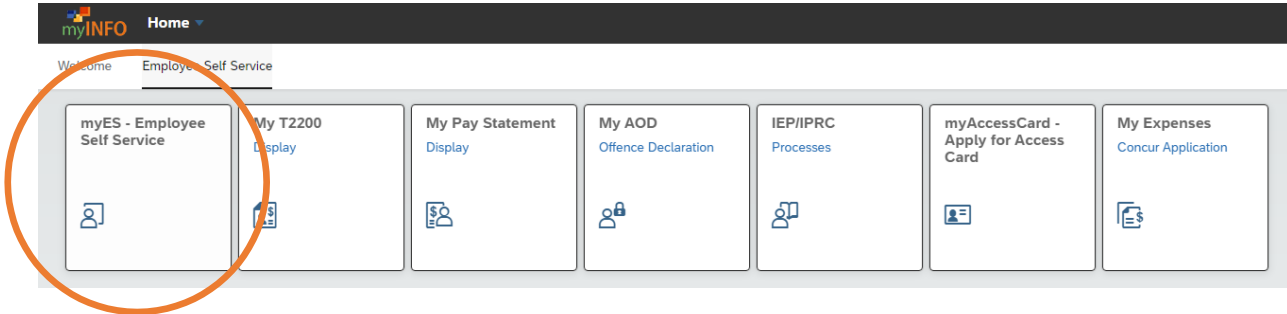 myINFO Home
Welcome Employee Self Service
myES - Employee
Self Service
My T2200
Display
My Pay Statement
Display
My AOD
Offence Declaration
IEP/IPRC
Processes
myAccessCard -
Apply for Access
Card
My Expenses
Concur Application